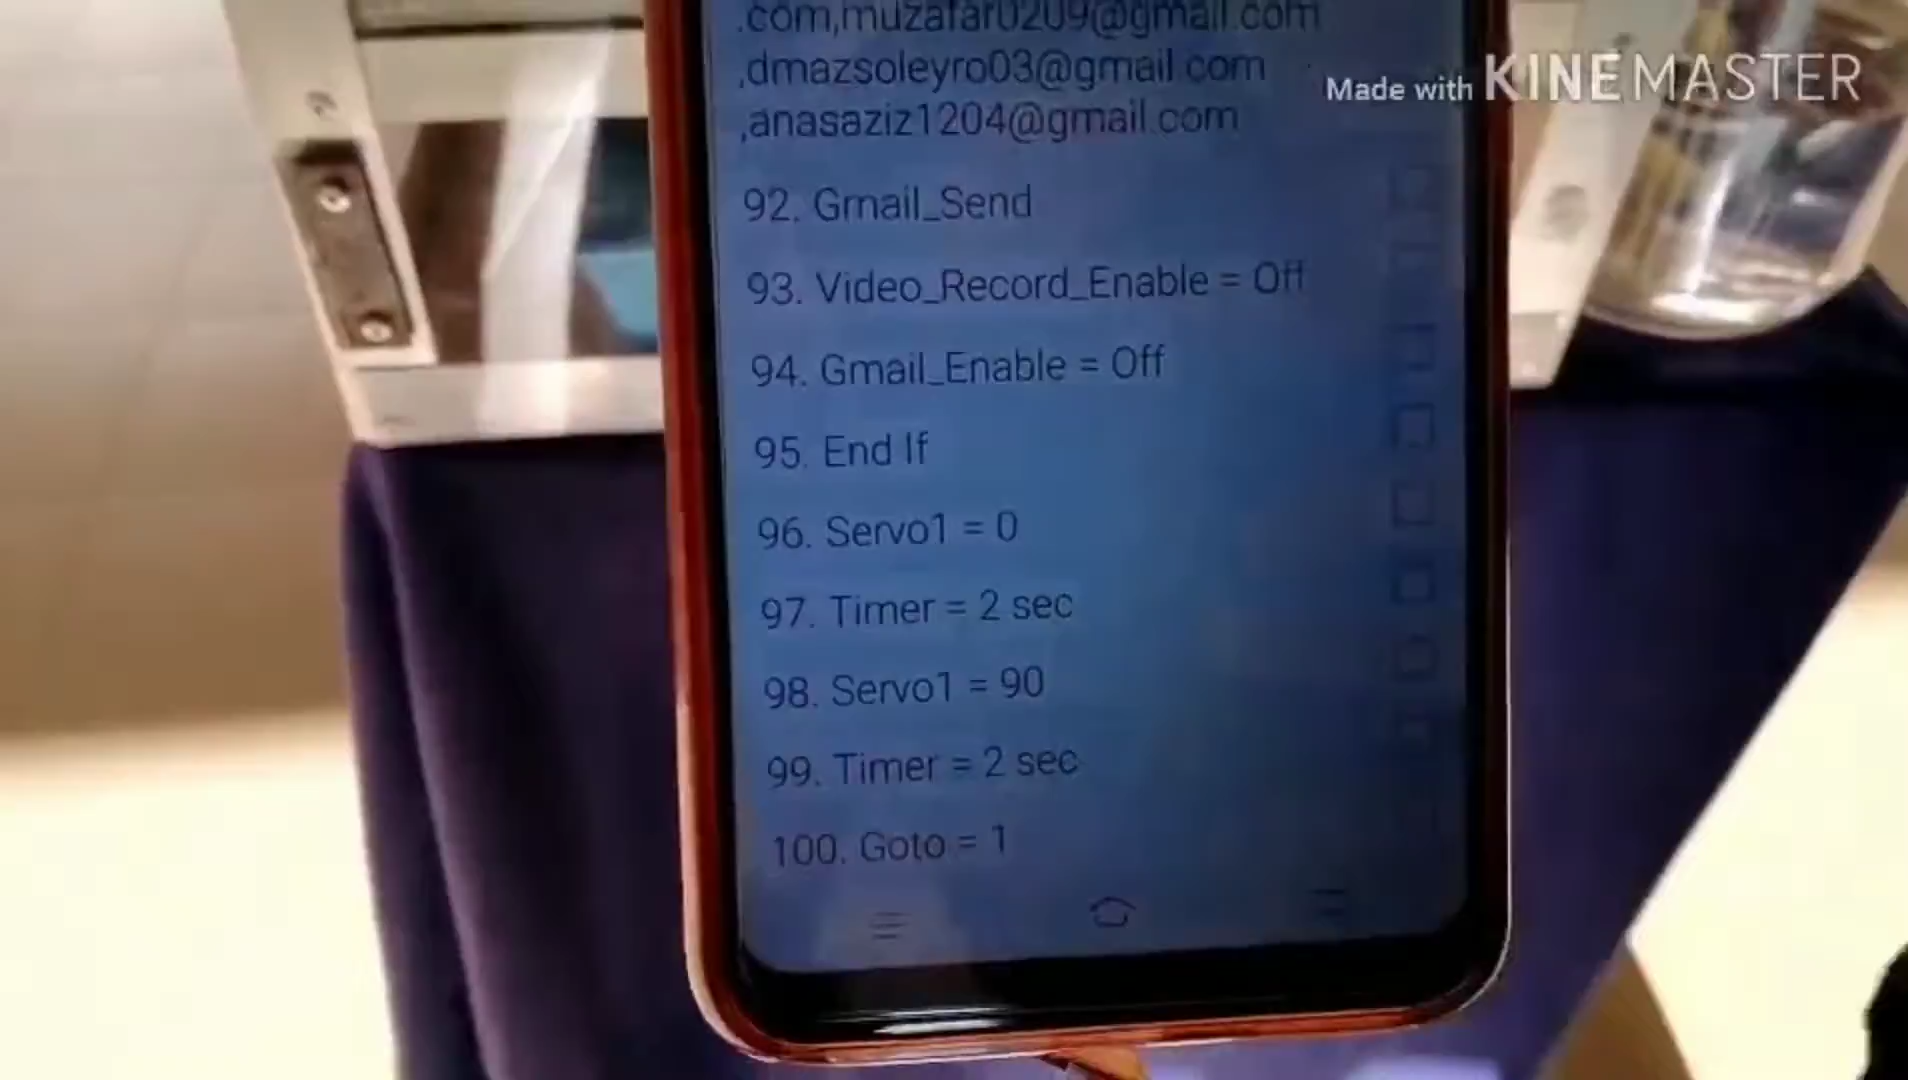 .com,muzafar0209@gmail.com
,dmazsoleyro03@gmail.com
,anasaziz1204@gmail.com
Made with KINEMASTER
92. Gmail_Send
93. Video_Record_Enable = Off
94. Gmail_Enable = Off
95. End If
96. Servo1 = 0
97. Timer = 2 sec
98. Servo1 = 90
99. Timer = 2 sec
100. Goto = 1